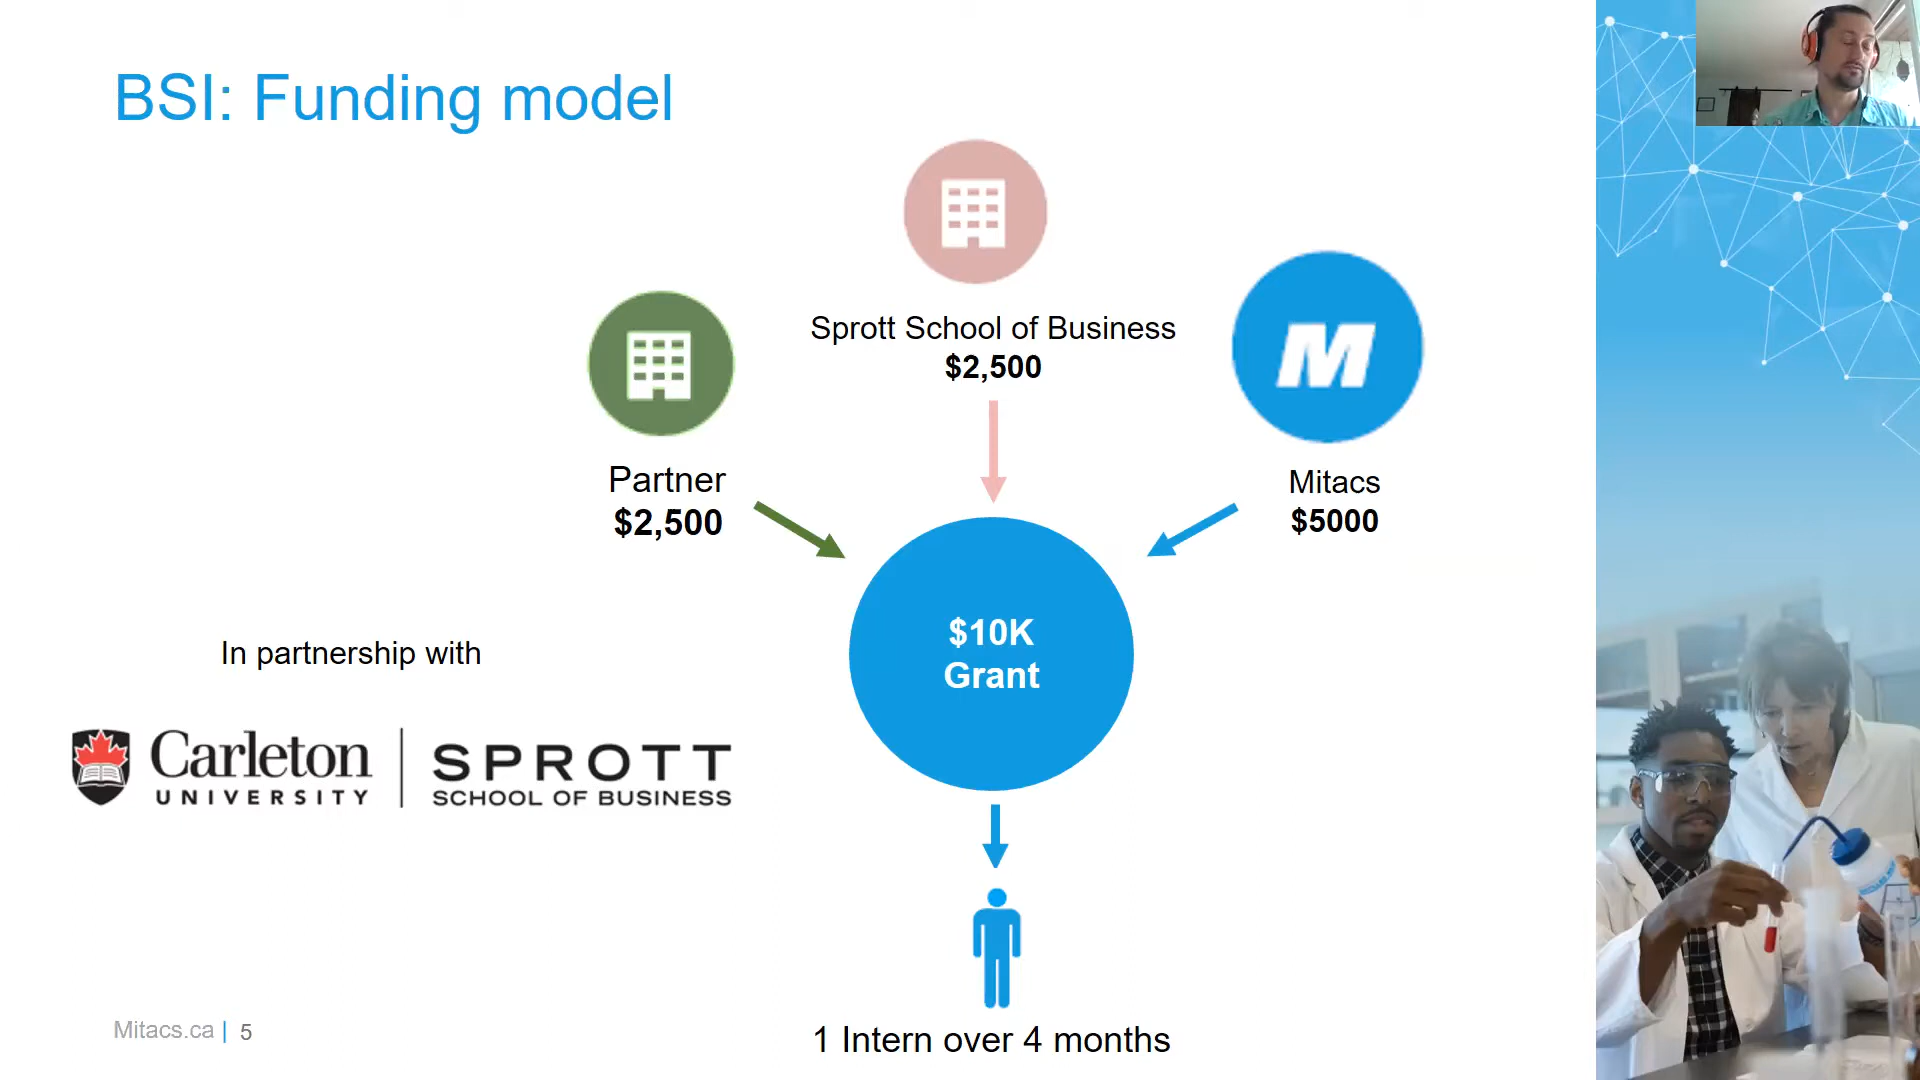 BSI: Funding model
Sprott School of Business
$2,500
Partner
$2,500
Mitacs
$5000
$10K
Grant
In partnership with
Carleton
UNIVERSITY
SPROTT
SCHOOL OF BUSINESS
1 Intern over 4 months
Mitacs.ca | 5
M